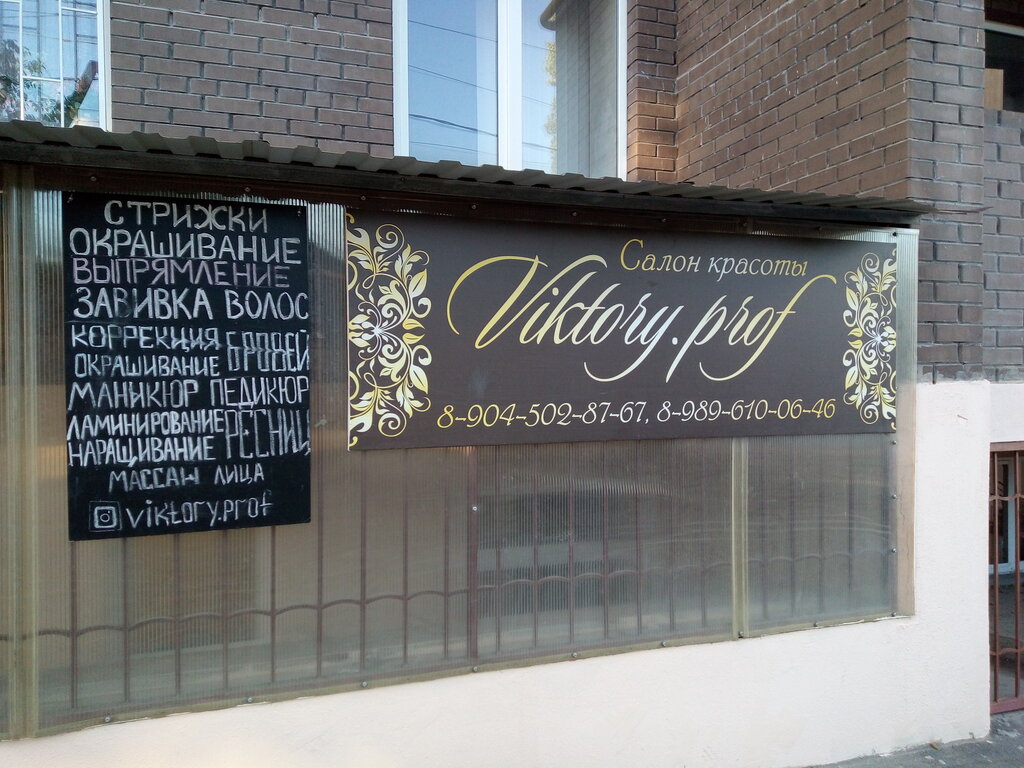 СТРИЖКИ
ОКРАШИВАНИЕ
ВЫПРЯМЛЕНИЕ
ЗАВИВКА ВОЛОС
КОРРЕКЦИЯ БРОВЕЙ
ОКРАШИВАНИЕ
МАНИКЮР ПЕДИКЮР
ЛАМИНИРОВАНИЕ РЕСНИЦ
НАРАЩИВАНИЕ
МАССАЖ ЛИЦА
viktory.prof
Салон красоты
Viktory.prof
8-904-502-87-67, 8-989-610-06-46